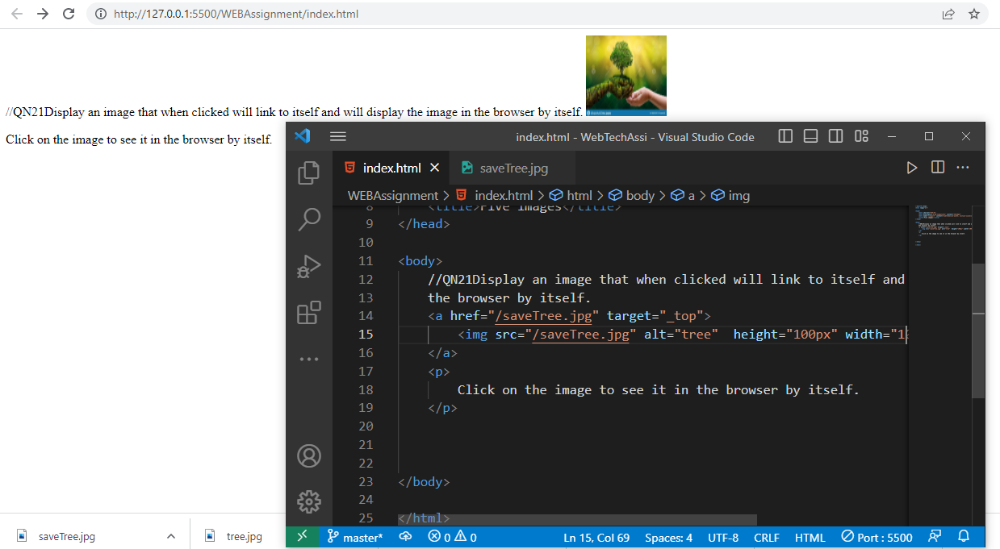 http://127.0.0.1:5500/WEBAssignment/index.html
//QN21Display an image that when clicked will link to itself and will display the image in the browser by itself.
Click on the image to see it in the browser by itself.
index.html - WebTechAssi - Visual Studio Code
index.html
saveTree.jpg
WEBAssignment > index.html > html > body > a > img
8 <title>Five images</title>
9 </head>
10
11 <body>
12 //QN21Display an image that when clicked will link to itself and
13 the browser by itself.
14 <a href="/saveTree.jpg" target="_top">
15 <img src="/saveTree.jpg" alt="tree"  height="100px" width="1
16 </a>
17 <p>
18 Click on the image to see it in the browser by itself.
19 </p>
20
21
22
23 </body>
24
25 </html>
master* 0 0 Ln 15, Col 69 Spaces: 4 UTF-8 CRLF HTML Port : 5500
saveTree.jpg
tree.jpg